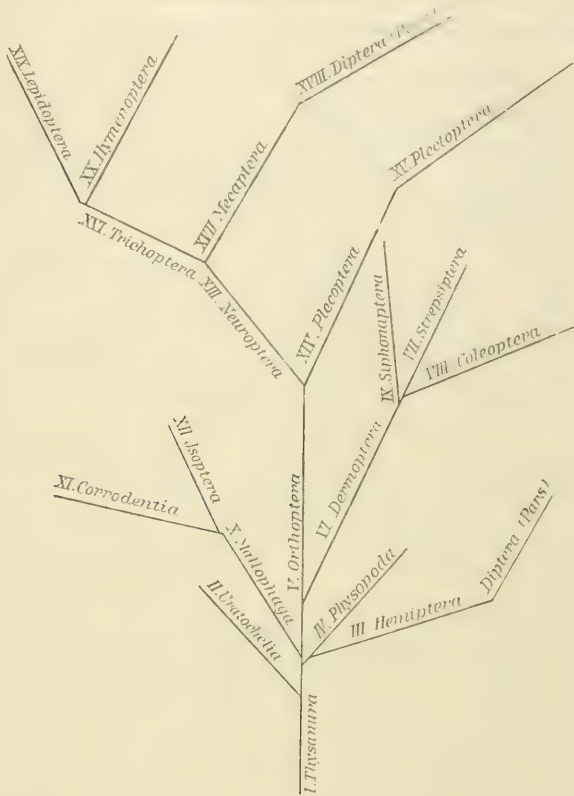 XIX. Lepidoptera
XX. Hymenoptera
XVIII. Diptera
XVII. Mecaptera
XV. Plectoptera
XVI. Trichoptera
XIII. Neuroptera
XIV. Plecoptera
IX. Siphonaptera
VII. Strepsiptera
VIII. Coleoptera
XII. Isoptera
XI. Corrodentia
X. Mallophaga
V. Orthoptera
VI. Dermoptera
II.
IV. Physopoda
III. Hemiptera
Diptera (Pars)
I. Thysanura